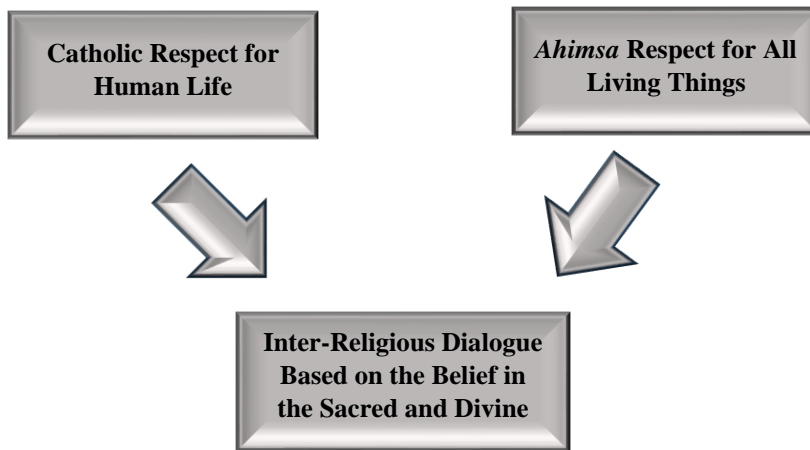 Catholic Respect for
Human Life
Ahimsa Respect for All
Living Things
Inter-Religious Dialogue
Based on the Belief in
the Sacred and Divine